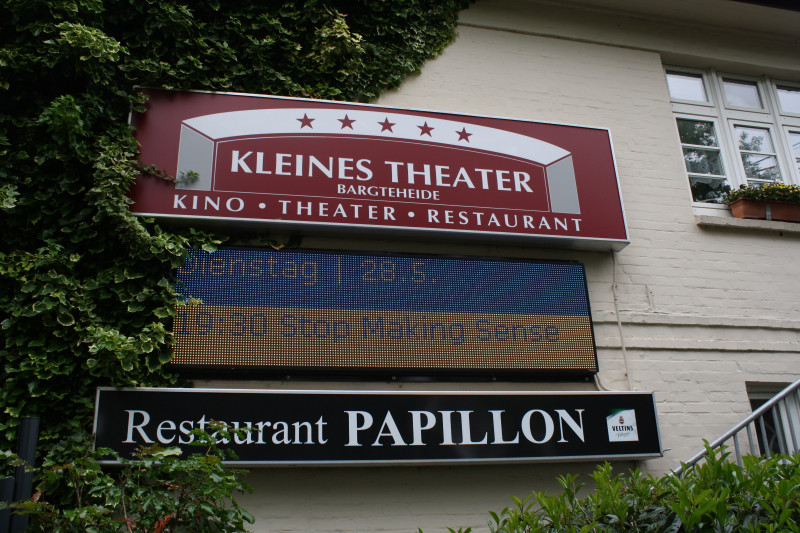 KLEINES THEATER
BARGTEHEIDE
KINO • THEATER • RESTAURANT
Dienstag | 28.5.
19:30 Stop Making Sense
Restaurant PAPILLON
VELTINS